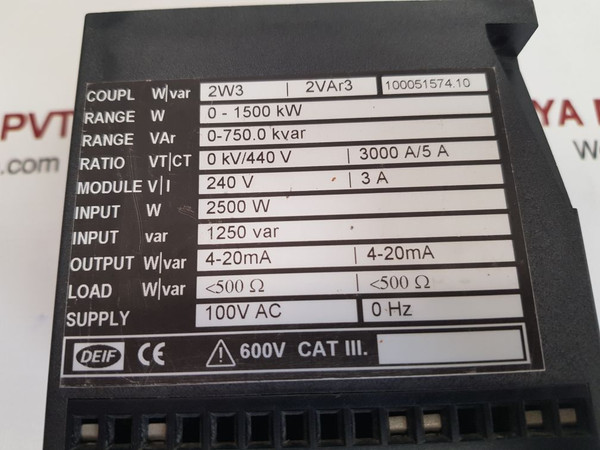 COUPL W|var 2W3 | 2VAr3 100051574.10
RANGE W 0 - 1500 kW
RANGE VAr 0-750.0 kvar
RATIO VT|CT 0 kV/440 V | 3000 A/5 A
MODULE V|I 240 V | 3 A
INPUT W 2500 W
INPUT var 1250 var
OUTPUT W|var 4-20mA | 4-20mA
LOAD W|var <500 Ω | <500 Ω
SUPPLY 100V AC | 0 Hz
DEIF CE 600V CAT III.
PVT
s.com
YA